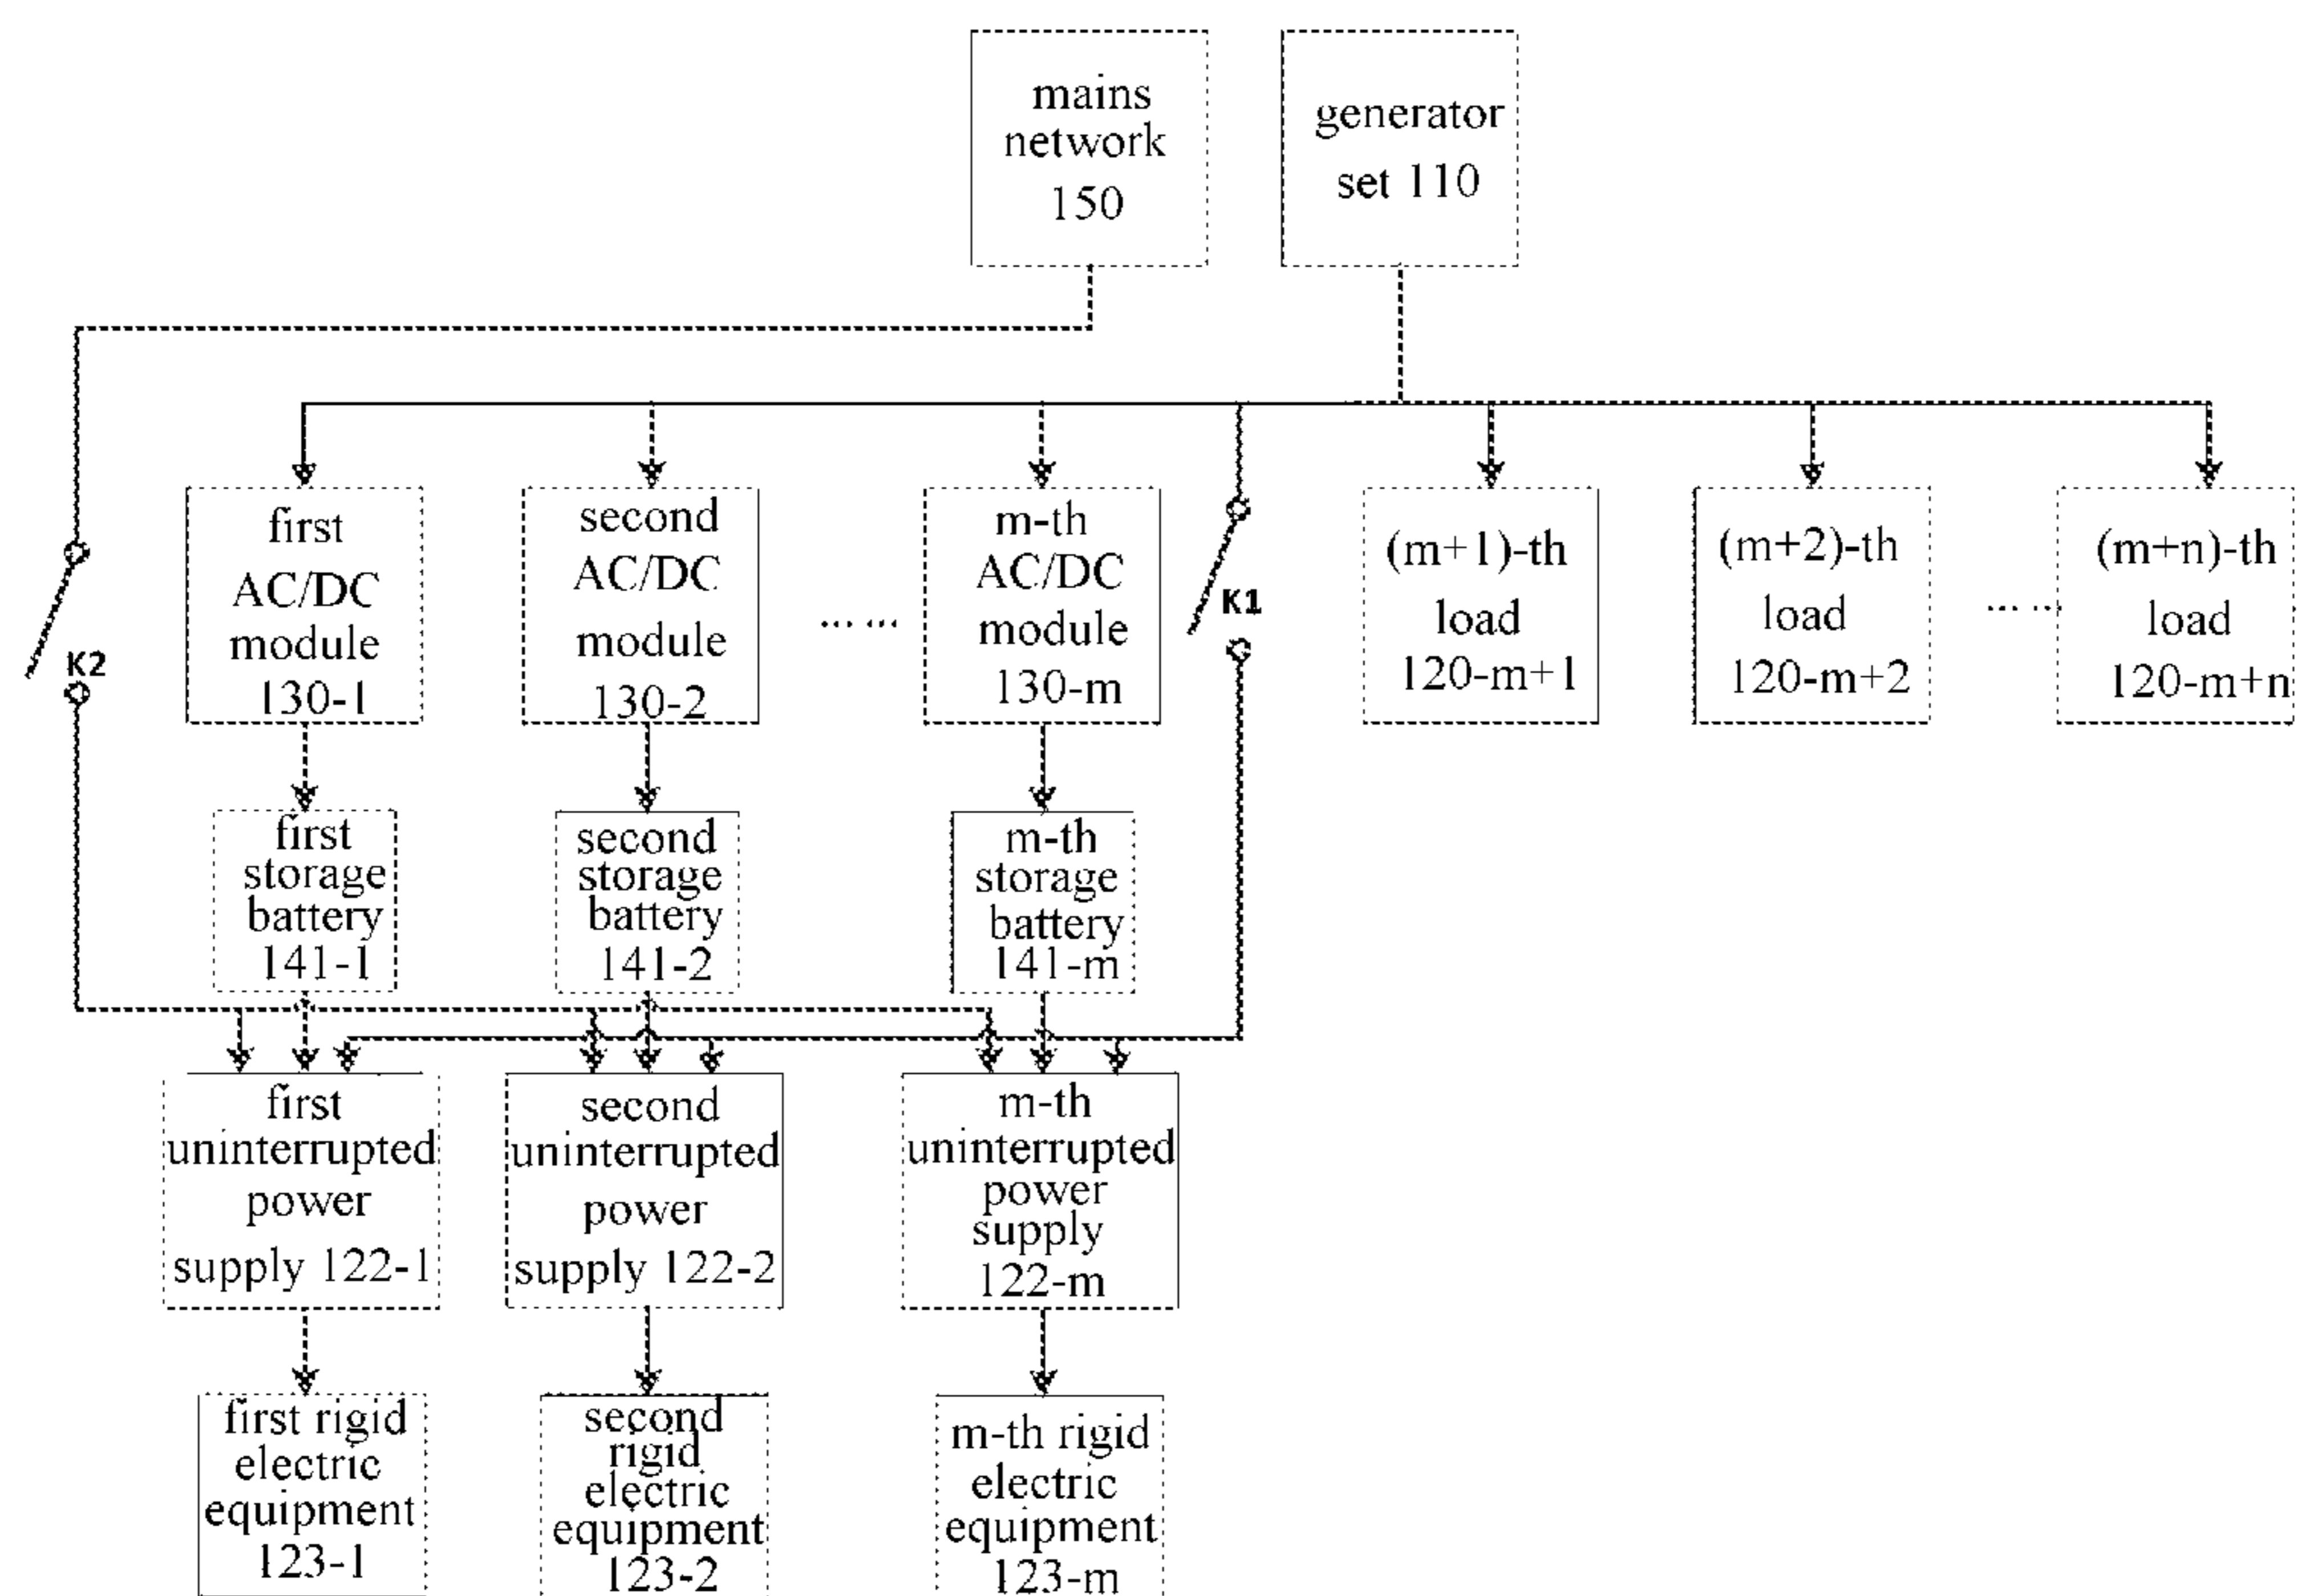 mains
network
150
generator
set 110
first
AC/DC
module
130-1
second
AC/DC
module
130-2
... ...
m-th
AC/DC
module
130-m
K1
K2
(m+1)-th
load
120-m+1
(m+2)-th
load
120-m+2
... ...
(m+n)-th
load
120-m+n
first
storage
battery
141-1
second
storage
battery
141-2
m-th
storage
battery
141-m
first
uninterrupted
power
supply 122-1
second
uninterrupted
power
supply 122-2
m-th
uninterrupted
power
supply
122-m
first rigid
electric
equipment
123-1
second
rigid
electric
equipment
123-2
m-th rigid
electric
equipment
123-m